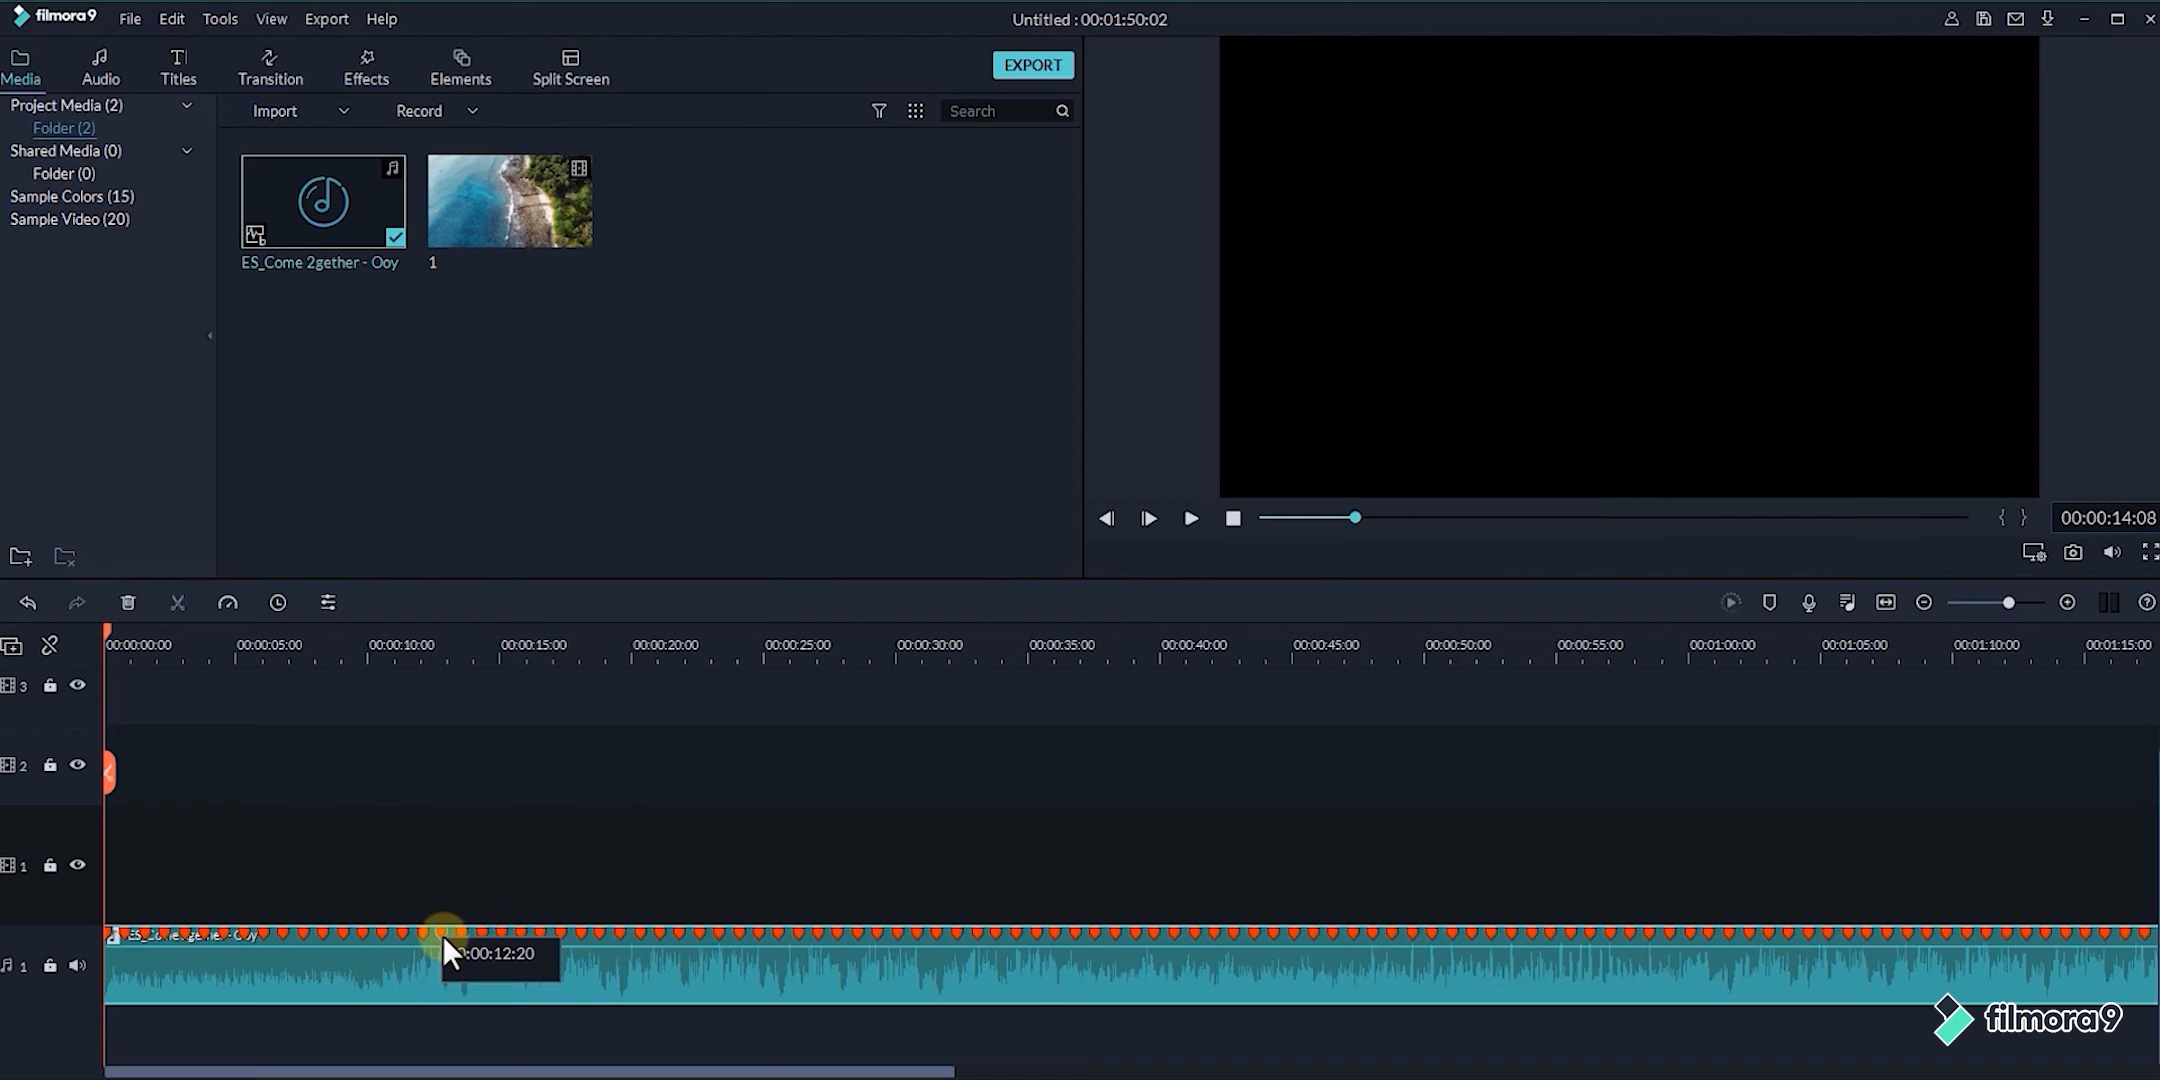 filmora9 File Edit Tools View Export Help Untitled : 00:01:50:02
Media Audio Titles Transition Effects Elements Split Screen EXPORT
Project Media (2)
Folder (2)
Shared Media (0)
Folder (0)
Sample Colors (15)
Sample Video (20)
Import Record Search
ES_Come 2gether - Ooy
1
00:00:14:08
00:00:00:00 00:00:05:00 00:00:10:00 00:00:15:00 00:00:20:00 00:00:25:00 00:00:30:00 00:00:35:00 00:00:40:00 00:00:45:00 00:00:50:00 00:00:55:00 00:01:00:00 00:01:05:00 00:01:10:00 00:01:15:00
3
2
1
:00:12:20
1
filmora9